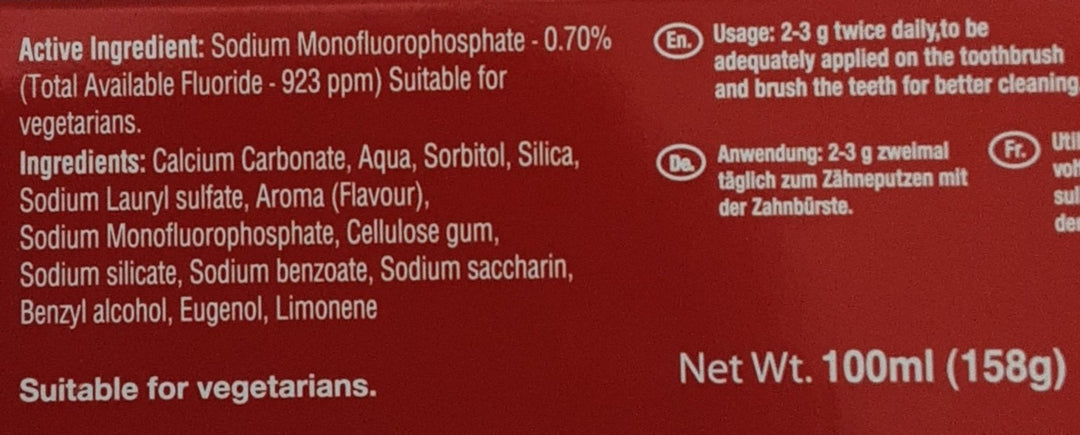 Active Ingredient: Sodium Monofluorophosphate - 0.70%
(Total Available Fluoride - 923 ppm) Suitable for
vegetarians.
Ingredients: Calcium Carbonate, Aqua, Sorbitol, Silica,
Sodium Lauryl sulfate, Aroma (Flavour),
Sodium Monofluorophosphate, Cellulose gum,
Sodium silicate, Sodium benzoate, Sodium saccharin,
Benzyl alcohol, Eugenol, Limonene
Suitable for vegetarians.
En. Usage: 2-3 g twice daily,to be
adequately applied on the toothbrush
and brush the teeth for better cleaning.
De. Anwendung: 2-3 g zweimal
täglich zum Zähneputzen mit
der Zahnbürste.
Fr.
Net Wt. 100ml (158g)